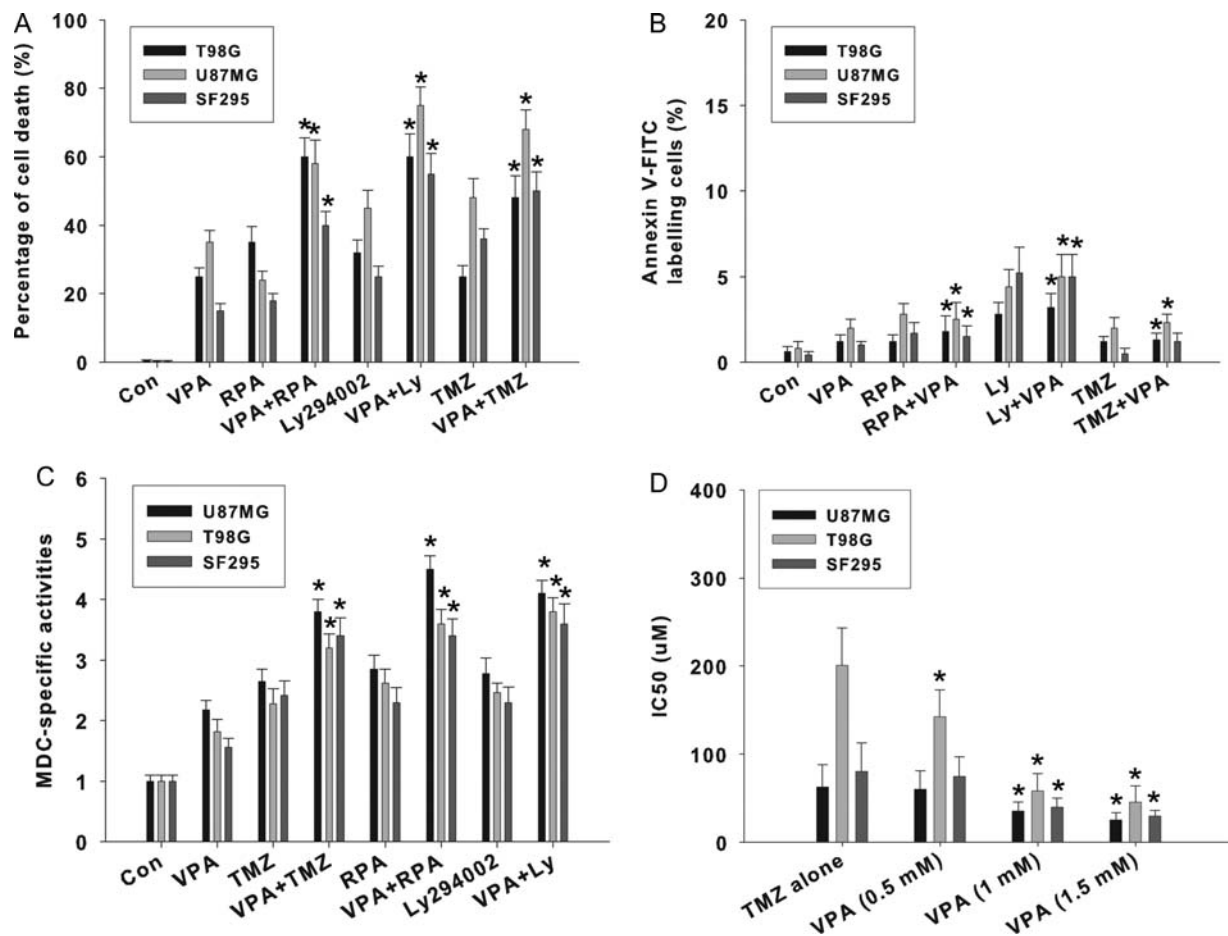 A
Percentage of cell death (%)
100
80
60
40
20
0
T98G
U87MG
SF295
* * * * * * * * *
Con
VPA
RPA
VPA+RPA
Ly294002
VPA+Ly
TMZ
VPA+TMZ
B
Annexin V-FITC
labelling cells (%)
20
15
10
5
0
T98G
U87MG
SF295
* * * * * * * *
Con
VPA
RPA
RPA+VPA
Ly
Ly+VPA
TMZ
TMZ+VPA
C
MDC-specific activities
6
5
4
3
2
1
0
U87MG
T98G
SF295
* * * * * * * * *
Con
VPA
TMZ
VPA+TMZ
RPA
VPA+RPA
Ly294002
VPA+Ly
D
IC50 (uM)
400
300
200
100
0
U87MG
T98G
SF295
* * * * * * *
TMZ alone
VPA (0.5 mM)
VPA (1 mM)
VPA (1.5 mM)